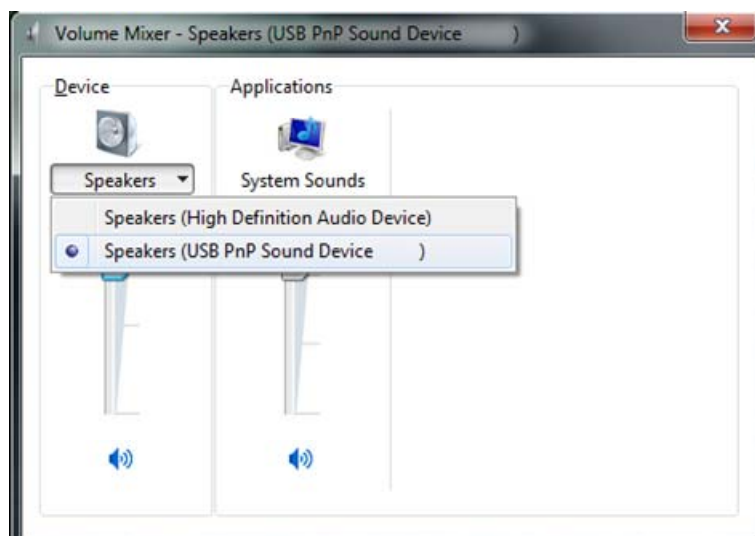 Volume Mixer - Speakers (USB PnP Sound Device )
Device Applications
Speakers System Sounds
Speakers (High Definition Audio Device)
Speakers (USB PnP Sound Device )